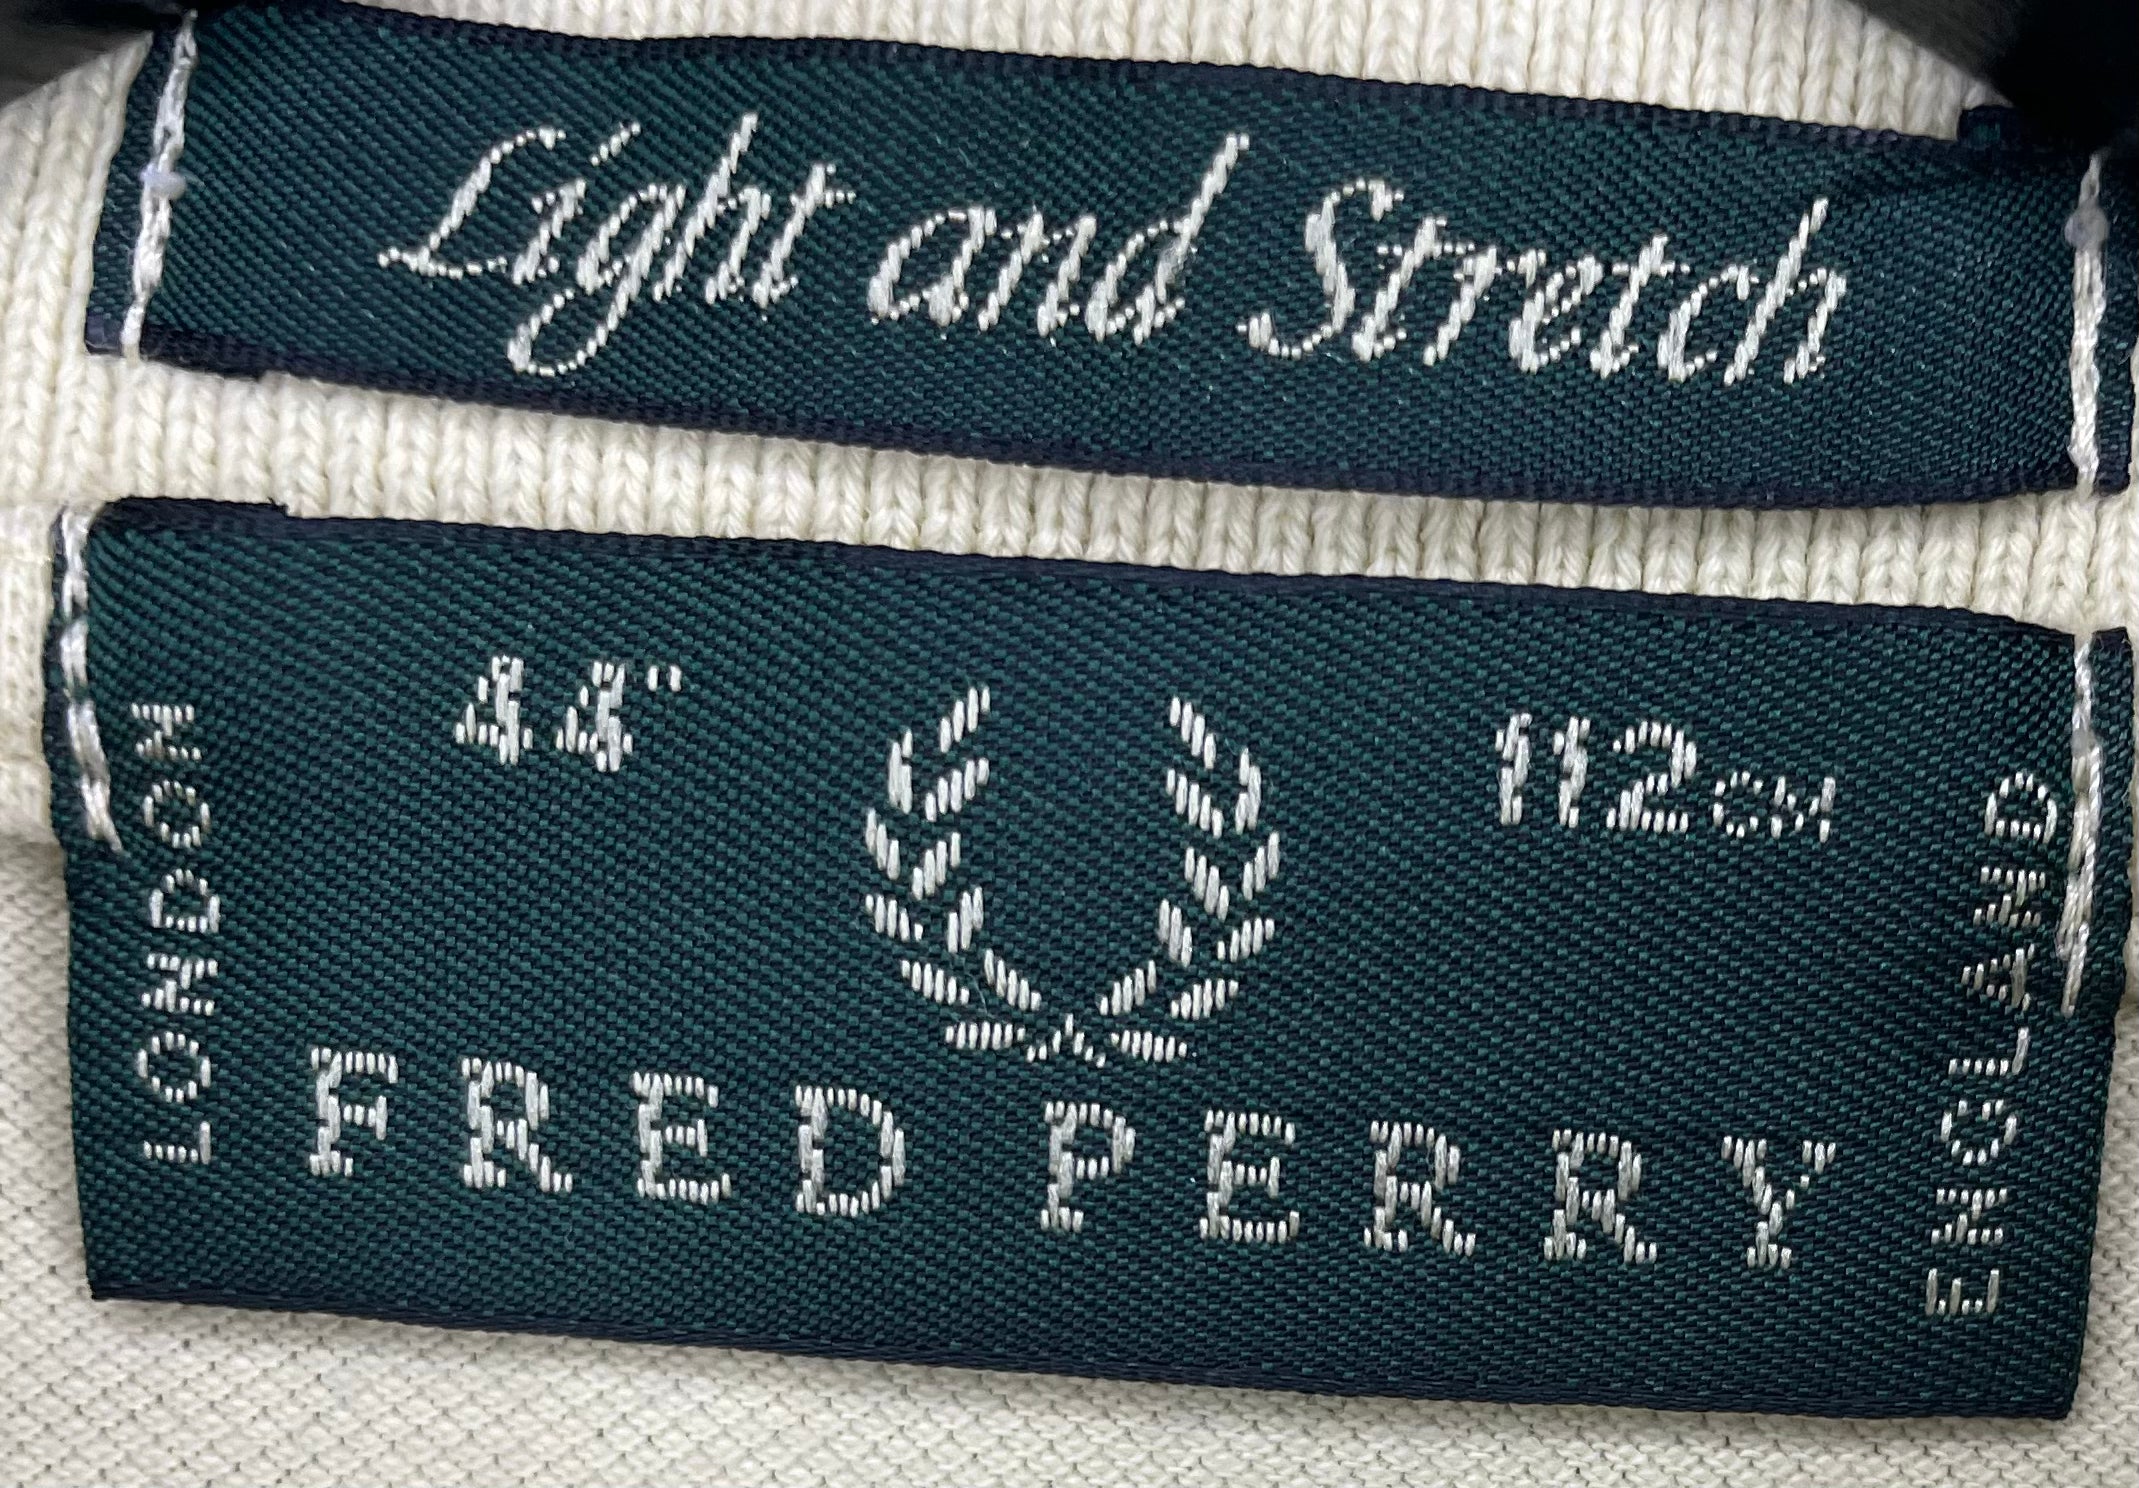 Light and Stretch
44" 112CM
LONDON
FRED PERRY
ENGLAND